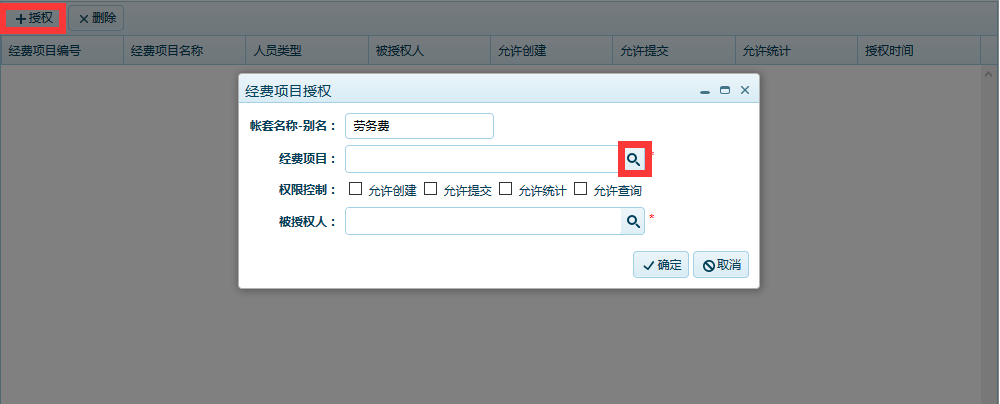 授权 删除
经费项目编号 经费项目名称 人员类型 被授权人 允许创建 允许提交 允许统计 授权时间
经费项目授权
帐套名称-别名： 劳务费
经费项目： *
权限控制： 允许创建 允许提交 允许统计 允许查询
被授权人： *
确定 取消